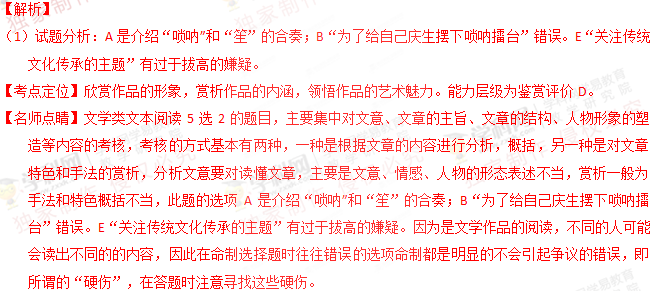 【解析】
（1）试题分析：A 是介绍“唢呐”和“笙”的合奏；B“为了给自己庆生摆下唢呐擂台”错误。E“关注传统
文化传承的主题”有过于拔高的嫌疑。
【考点定位】欣赏作品的形象，赏析作品的内涵，领悟作品的艺术魅力。能力层级为鉴赏评价 D。
【名师点睛】文学类文本阅读 5 选 2 的题目，主要集中对文意、文章的主旨、文章的结构、人物形象的塑
造等内容的考核，考核的方式基本有两种，一种是根据文章的内容进行分析，概括，另一种是对文章
特色和手法的赏析，分析文意要对读懂文章，主要是文意、情感、人物的形态表述不当，赏析一般为
手法和特色概括不当，此题的选项 A 是介绍“唢呐”和“笙”的合奏；B“为了给自己庆生摆下唢呐擂
台”错误。E“关注传统文化传承的主题”有过于拔高的嫌疑。因为是文学作品的阅读，不同的人可能
会读出不同的的内容，因此在命制选择题时往往错误的选项命制都是明显的不会引起争议的错误，即
所谓的“硬伤”，在答题时注意寻找这些硬伤。